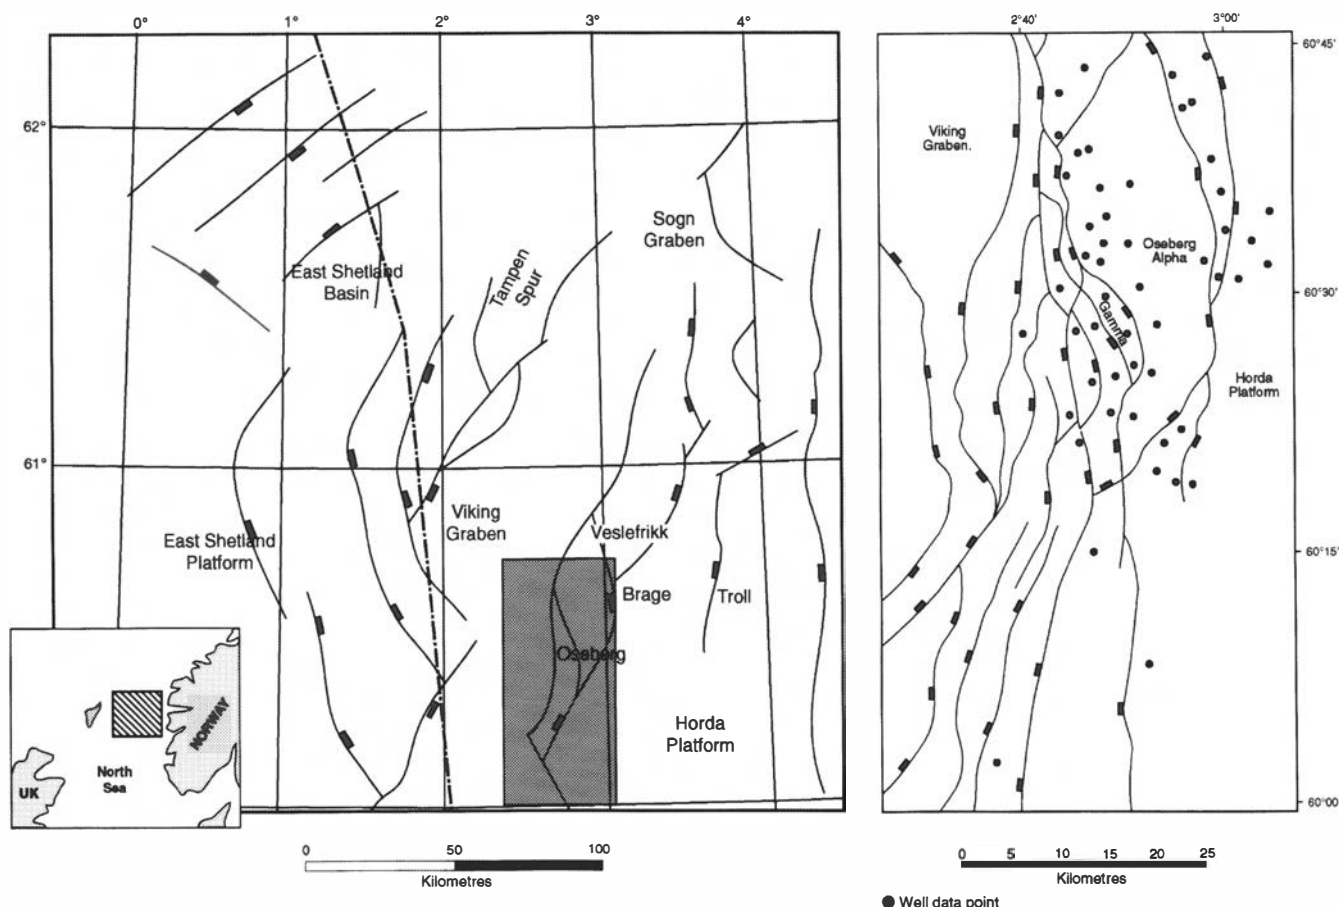 0°
1°
2°
3°
4°
62°
61°
East Shetland
Basin
Tampen
Spur
Sogn
Graben
East Shetland
Platform
Viking
Graben
Veslefrikk
Brage
Troll
Oseberg
Horda
Platform
UK
North
Sea
NORWAY
0
50
100
Kilometres
2°40'
3°00'
60°45'
60°30'
60°15'
60°00
Viking
Graben.
Oseberg
Alpha
Gamma
Horda
Platform
0 5 10 15 20 25
Kilometres
Well data point